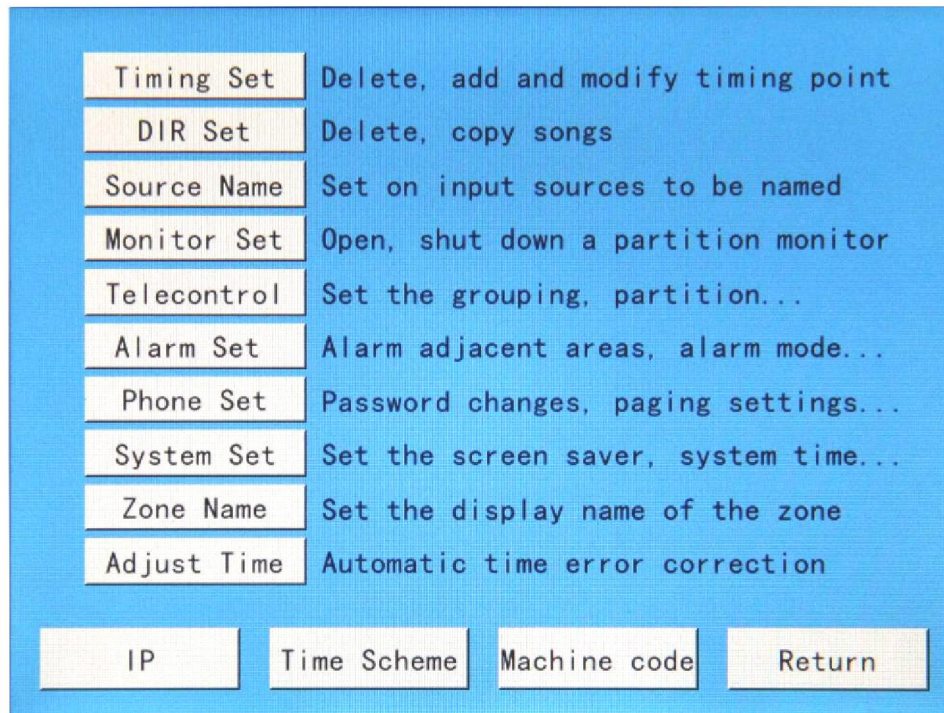 Timing Set Delete, add and modify timing point
DIR Set Delete, copy songs
Source Name Set on input sources to be named
Monitor Set Open, shut down a partition monitor
Telecontrol Set the grouping, partition...
Alarm Set Alarm adjacent areas, alarm mode...
Phone Set Password changes, paging settings...
System Set Set the screen saver, system time...
Zone Name Set the display name of the zone
Adjust Time Automatic time error correction
IP Time Scheme Machine code Return